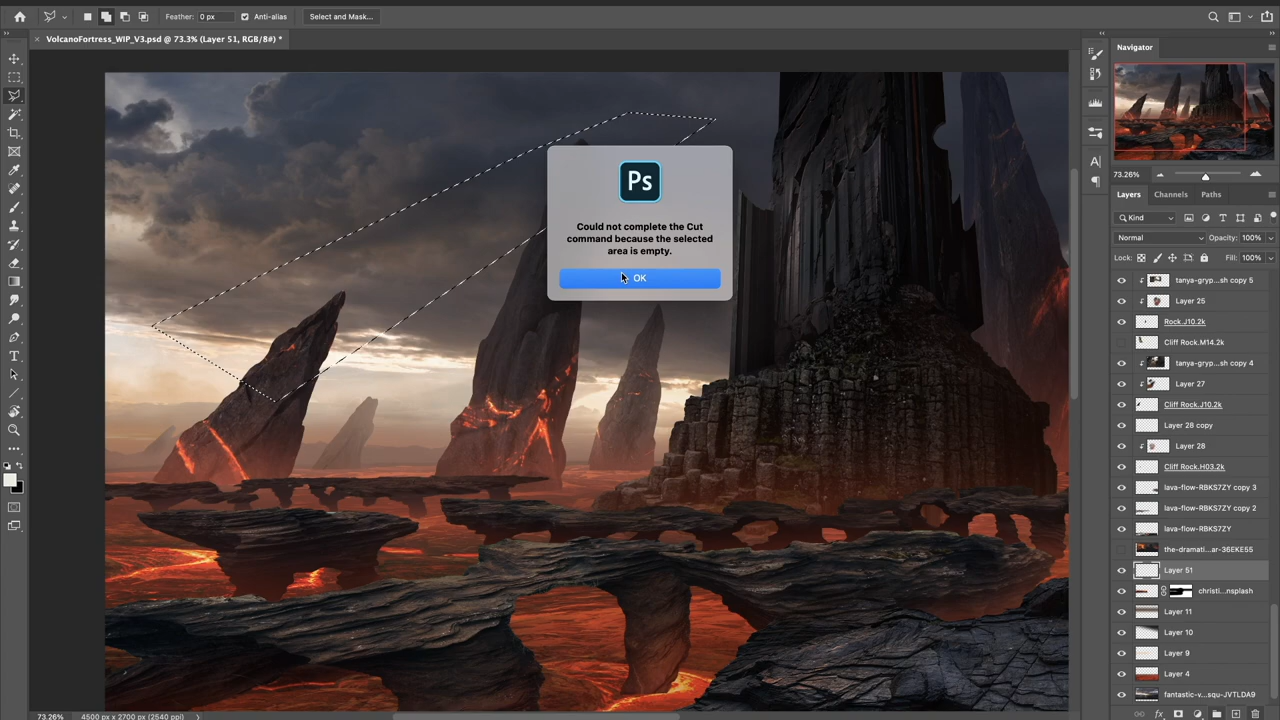 Feather: 0 px Anti-alias Select and Mask...
× VolcanoFortress_WIP_V3.psd @ 73.3% (Layer 51, RGB/8#) *
Navigator
73.26%
Layers Channels Paths
Kind
Normal Opacity: 100%
Lock: Fill: 100%
tanya-gryp...sh copy 5
Layer 25
Rock.J10.2k
Cliff Rock.M14.2k
tanya-gryp...sh copy 4
Layer 27
Cliff Rock.J10.2k
Layer 28 copy
Layer 28
Cliff Rock.H03.2k
lava-flow-RBKS7ZY copy 3
lava-flow-RBKS7ZY copy 2
lava-flow-RBKS7ZY
the-dramati...ar-36EKE55
Layer 51
christi...nsplash
Layer 11
Layer 10
Layer 9
Layer 4
fantastic-v...squ-JVTLDA9
fx
Ps
Could not complete the Cut
command because the selected
area is empty.
OK
T
A
73.26% 4500 px x 2700 px (2540 ppi)